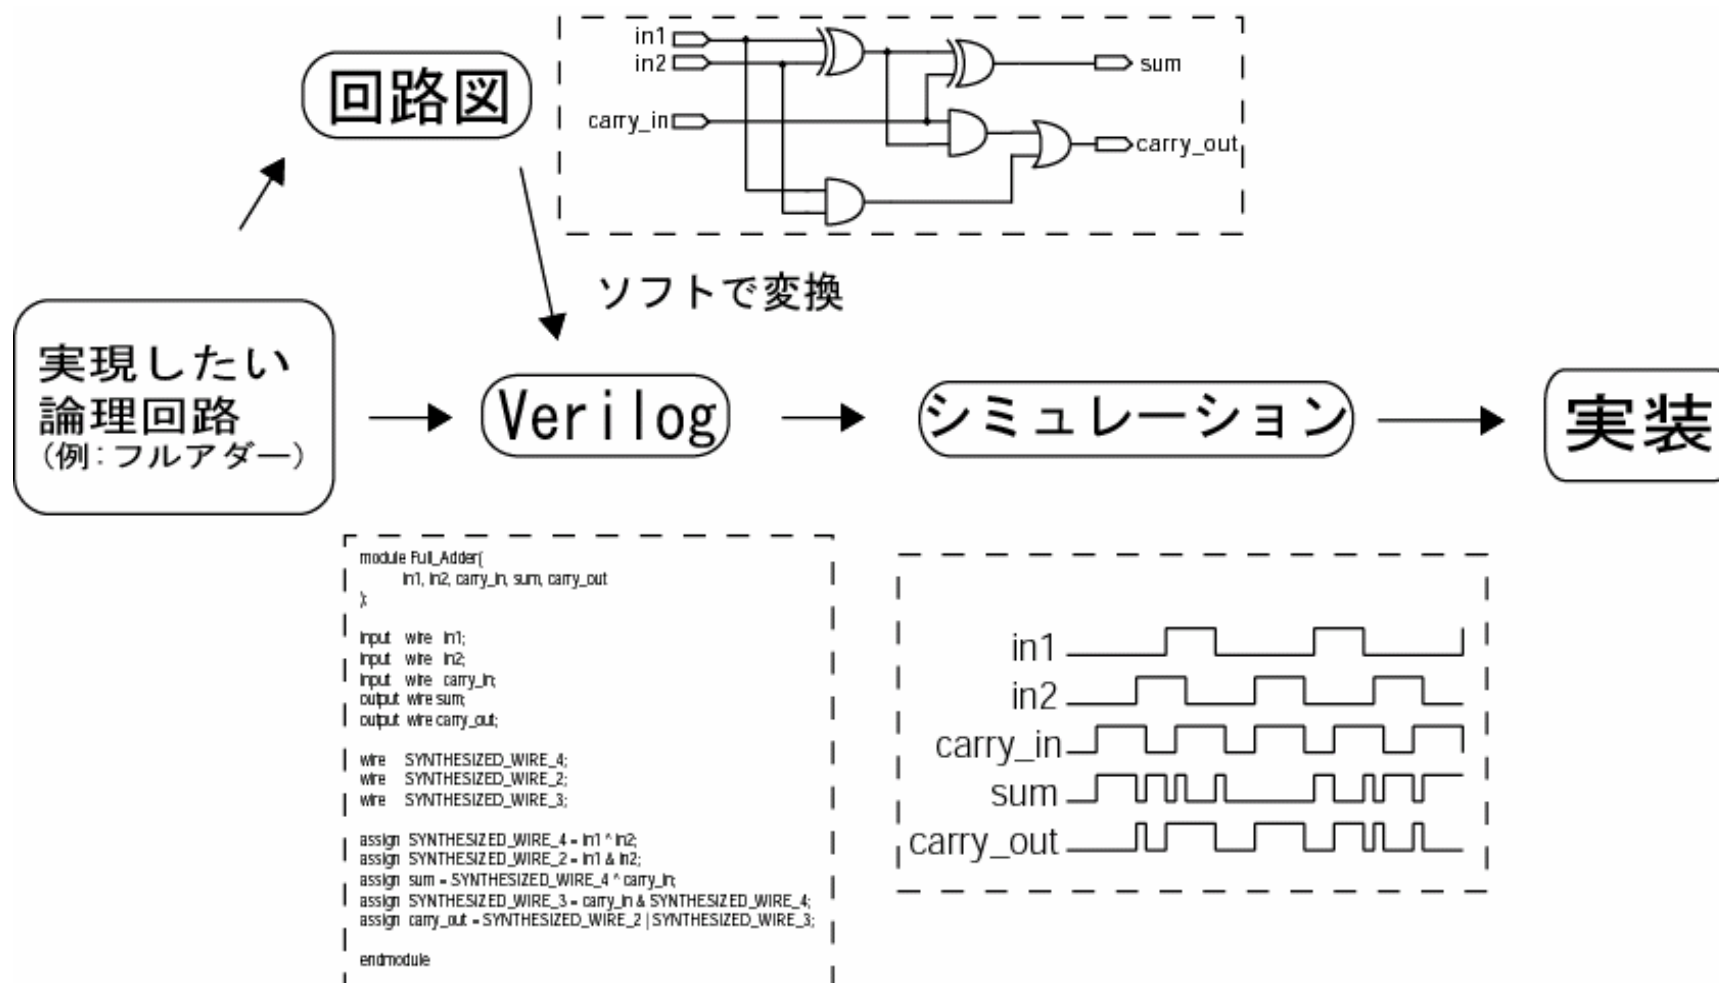 in1
in2
carry_in
sum
carry_out
回路図
ソフトで変換
実現したい
論理回路
(例:フルアダー)
Verilog
シミュレーション
実装
module Full_Adder(
in1, in2, carry_in, sum, carry_out
);
input wire in1;
input wire in2;
input wire carry_in;
output wire sum;
output wire carry_out;
wire SYNTHESIZED_WIRE_4;
wire SYNTHESIZED_WIRE_2;
wire SYNTHESIZED_WIRE_3;
assign SYNTHESIZED_WIRE_4 = in1 ^ in2;
assign SYNTHESIZED_WIRE_2 = in1 & in2;
assign sum = SYNTHESIZED_WIRE_4 ^ carry_in;
assign SYNTHESIZED_WIRE_3 = carry_in & SYNTHESIZED_WIRE_4;
assign carry_out = SYNTHESIZED_WIRE_2 | SYNTHESIZED_WIRE_3;
endmodule
in1
in2
carry_in
sum
carry_out